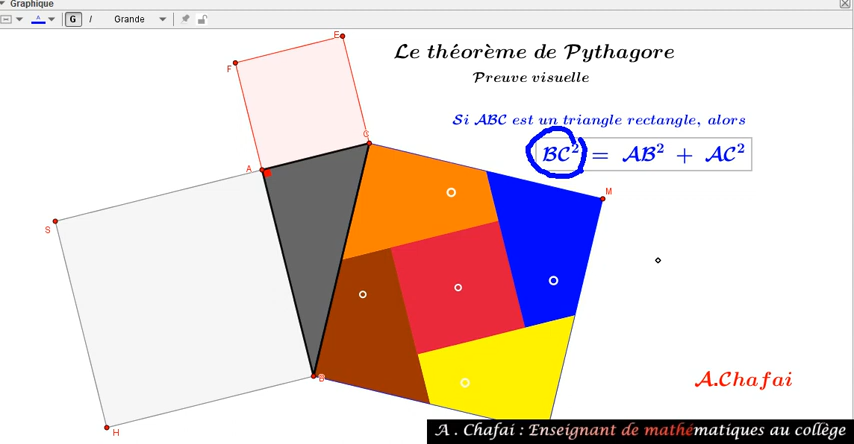 Graphique
G / Grande
Le théorème de Pythagore
Preuve visuelle
Si ABC est un triangle rectangle, alors
BC² = AB² + AC²
E
F
C
A
M
S
B
H
A.Chafai
A . Chafai : Enseignant de mathématiques au collège